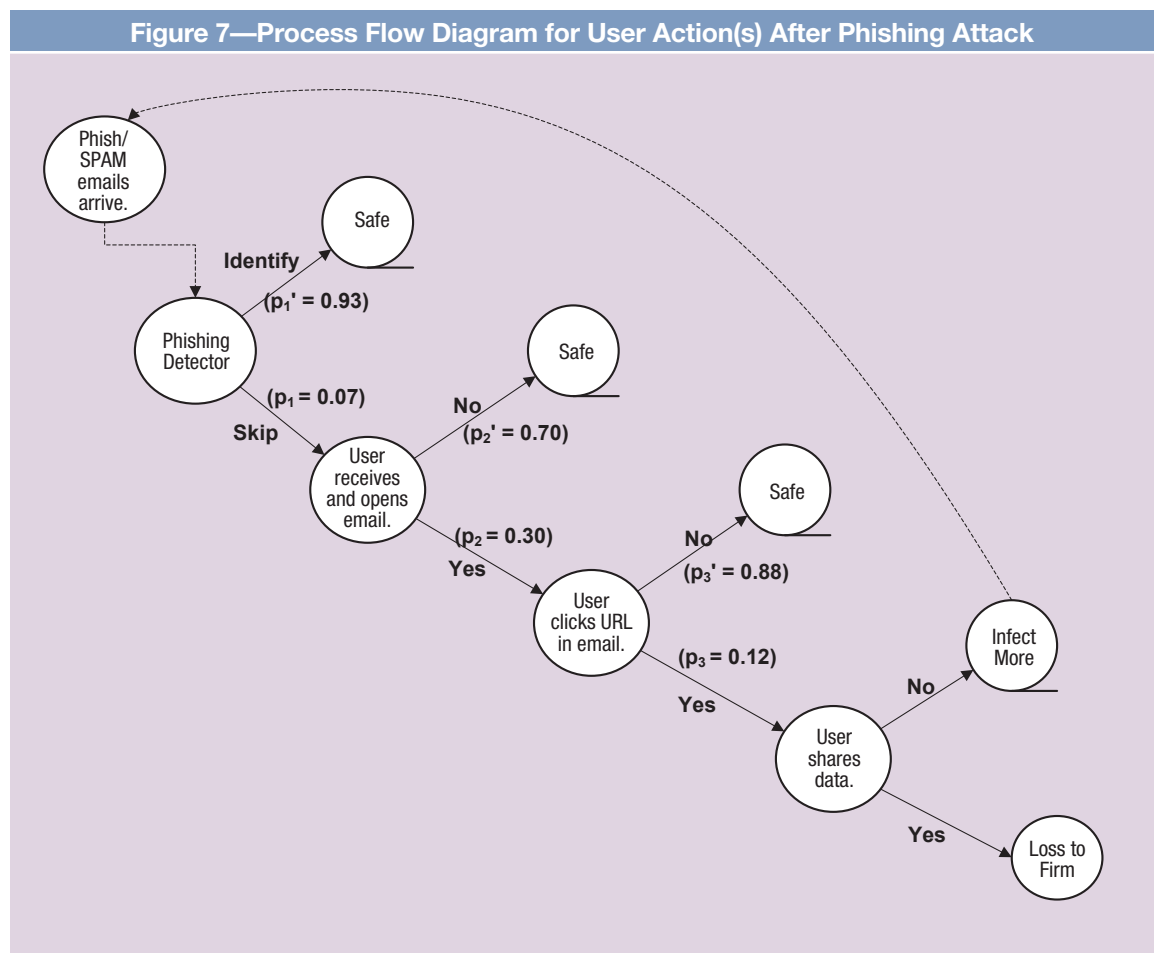 Figure 7—Process Flow Diagram for User Action(s) After Phishing Attack
Phish/
SPAM
emails
arrive.
Safe
Identify
(p₁' = 0.93)
Phishing
Detector
(p₁ = 0.07)
Skip
Safe
No
(p₂' = 0.70)
User
receives
and opens
email.
(p₂ = 0.30)
Yes
Safe
No
(p₃' = 0.88)
User
clicks URL
in email.
(p₃ = 0.12)
Yes
Infect
More
No
User
shares
data.
Yes
Loss to
Firm